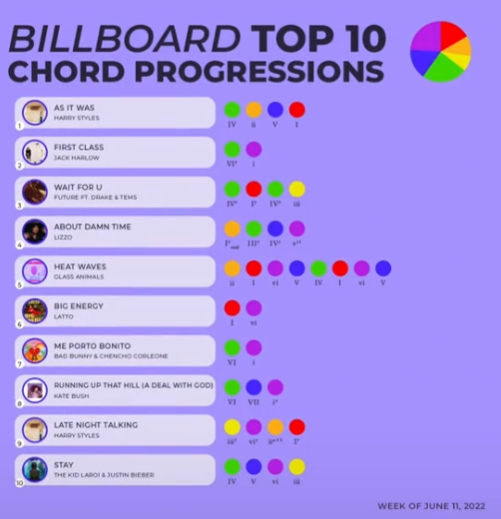 BILLBOARD TOP 10
CHORD PROGRESSIONS
AS IT WAS
HARRY STYLES
1
IV ii V I
FIRST CLASS
JACK HARLOW
2
i
WAIT FOR U
FUTURE FT. DRAKE & TEMS
3
iii
ABOUT DAMN TIME
LIZZO
4
HEAT WAVES
GLASS ANIMALS
5
ii I vi V IV I vi V
BIG ENERGY
LATTO
6
I vi
ME PORTO BONITO
BAD BUNNY & CHENCHO CORLEONE
7
VI i
RUNNING UP THAT HILL (A DEAL WITH GOD)
KATE BUSH
8
VI VII
LATE NIGHT TALKING
HARRY STYLES
9
STAY
THE KID LAROI & JUSTIN BIEBER
10
IV V vi iii
WEEK OF JUNE 11, 2022